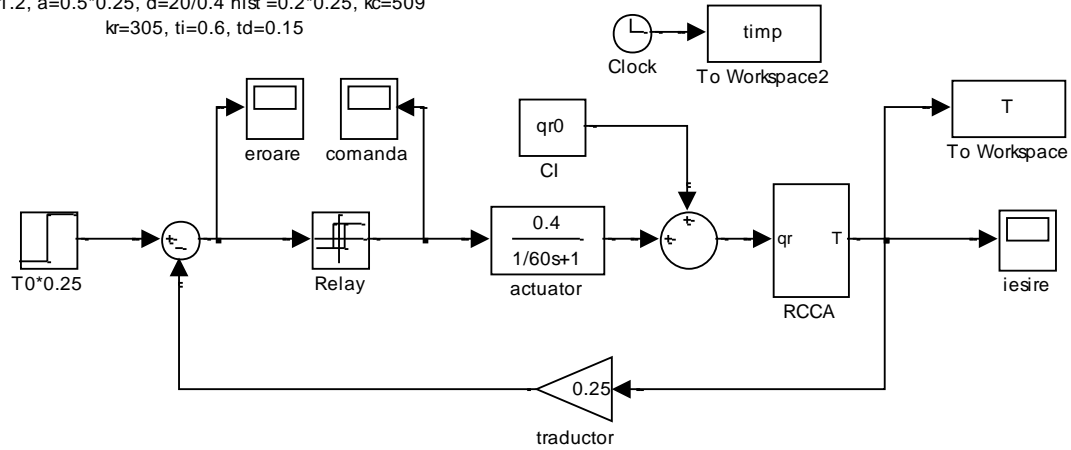 1.2, a=0.5*0.25, d=20/0.4 hist =0.2*0.25, kc=509
kr=305, ti=0.6, td=0.15
timp
Clock
To Workspace2
eroare
comanda
qr0
CI
T
To Workspace
T0*0.25
+
-
Relay
0.4
1/60s+1
actuator
+
+
qr
T
RCCA
iesire
0.25
traductor